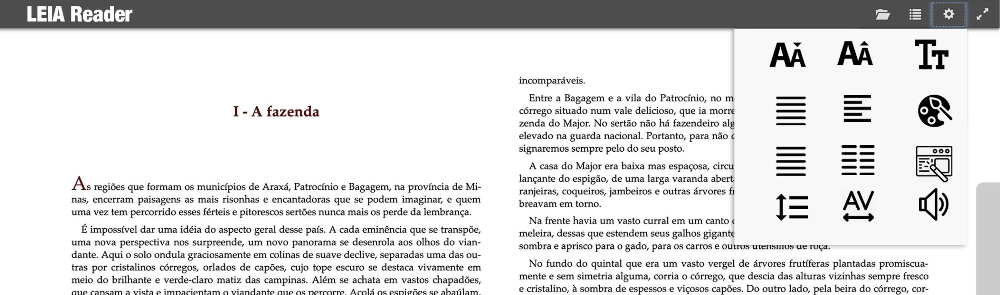 LEIA Reader
I - A fazenda
As regiões que formam os municípios de Araxá, Patrocínio e Bagagem, na província de Mi-
nas, encerram paisagens as mais risonhas e encantadoras que se podem imaginar, e quem
uma vez tem percorrido esses férteis e pitorescos sertões nunca mais os perde da lembrança.
É impossível dar uma idéia do aspecto geral desse país. A cada eminência que se transpõe,
uma nova perspectiva nos surpreende, um novo panorama se desenrola aos olhos do vian-
dante. Aqui o solo ondula graciosamente em colinas de suave declive, separadas uma das ou-
tras por cristalinos córregos, orlados de capões, cujo tope escuro se destaca vivamente em
meio do brilhante e verde-claro matiz das campinas. Além se achata em vastos chapadões,
que cansam a vista e impacientam o viandante que os percorre. Acolá os espigões se abaúlam,
incomparáveis.
Entre a Bagagem e a vila do Patrocínio, no
córrego situado num vale delicioso, que ia morre
zenda do Major. No sertão não há fazendeiro alg
elevado na guarda nacional. Portanto, para não
signaremos sempre pelo do seu posto.
A casa do Major era baixa mas espaçosa, circu
lançante do espigão, de uma larga varanda abert
ranjeiras, coqueiros, jambeiros e outras árvores fr
breavam em torno.
Na frente havia um vasto curral em um canto
meleira, dessas que estendem seus galhos gigante
sombra e aprisco para o gado, para os carros e outros utensílios de roça.
No fundo do quintal que era um vasto vergel de árvores frutíferas plantadas promiscua-
mente e sem simetria alguma, corria o córrego, que descia das alturas vizinhas sempre fresco
e cristalino, à sombra de espessos e viçosos capões. Do outro lado, pela beira do córrego, cor-
AA
AA
TT
AV